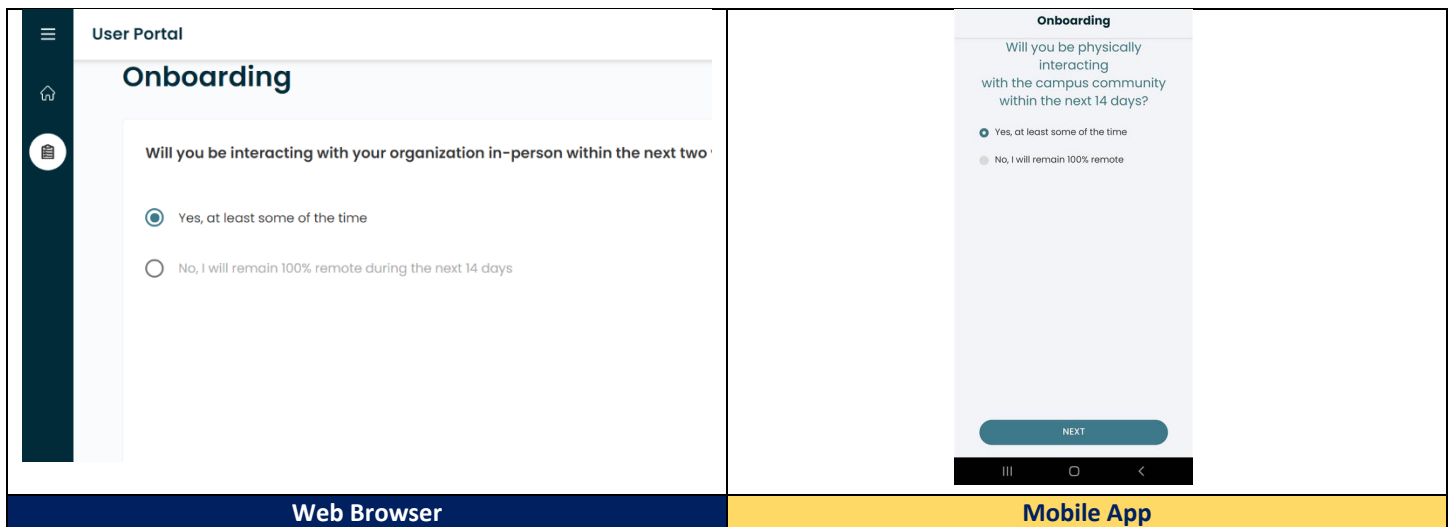 User Portal
Onboarding
Will you be interacting with your organization in-person within the next two
Yes, at least some of the time
No, I will remain 100% remote during the next 14 days
Web Browser
Onboarding
Will you be physically
interacting
with the campus community
within the next 14 days?
Yes, at least some of the time
No, I will remain 100% remote
NEXT
Mobile App